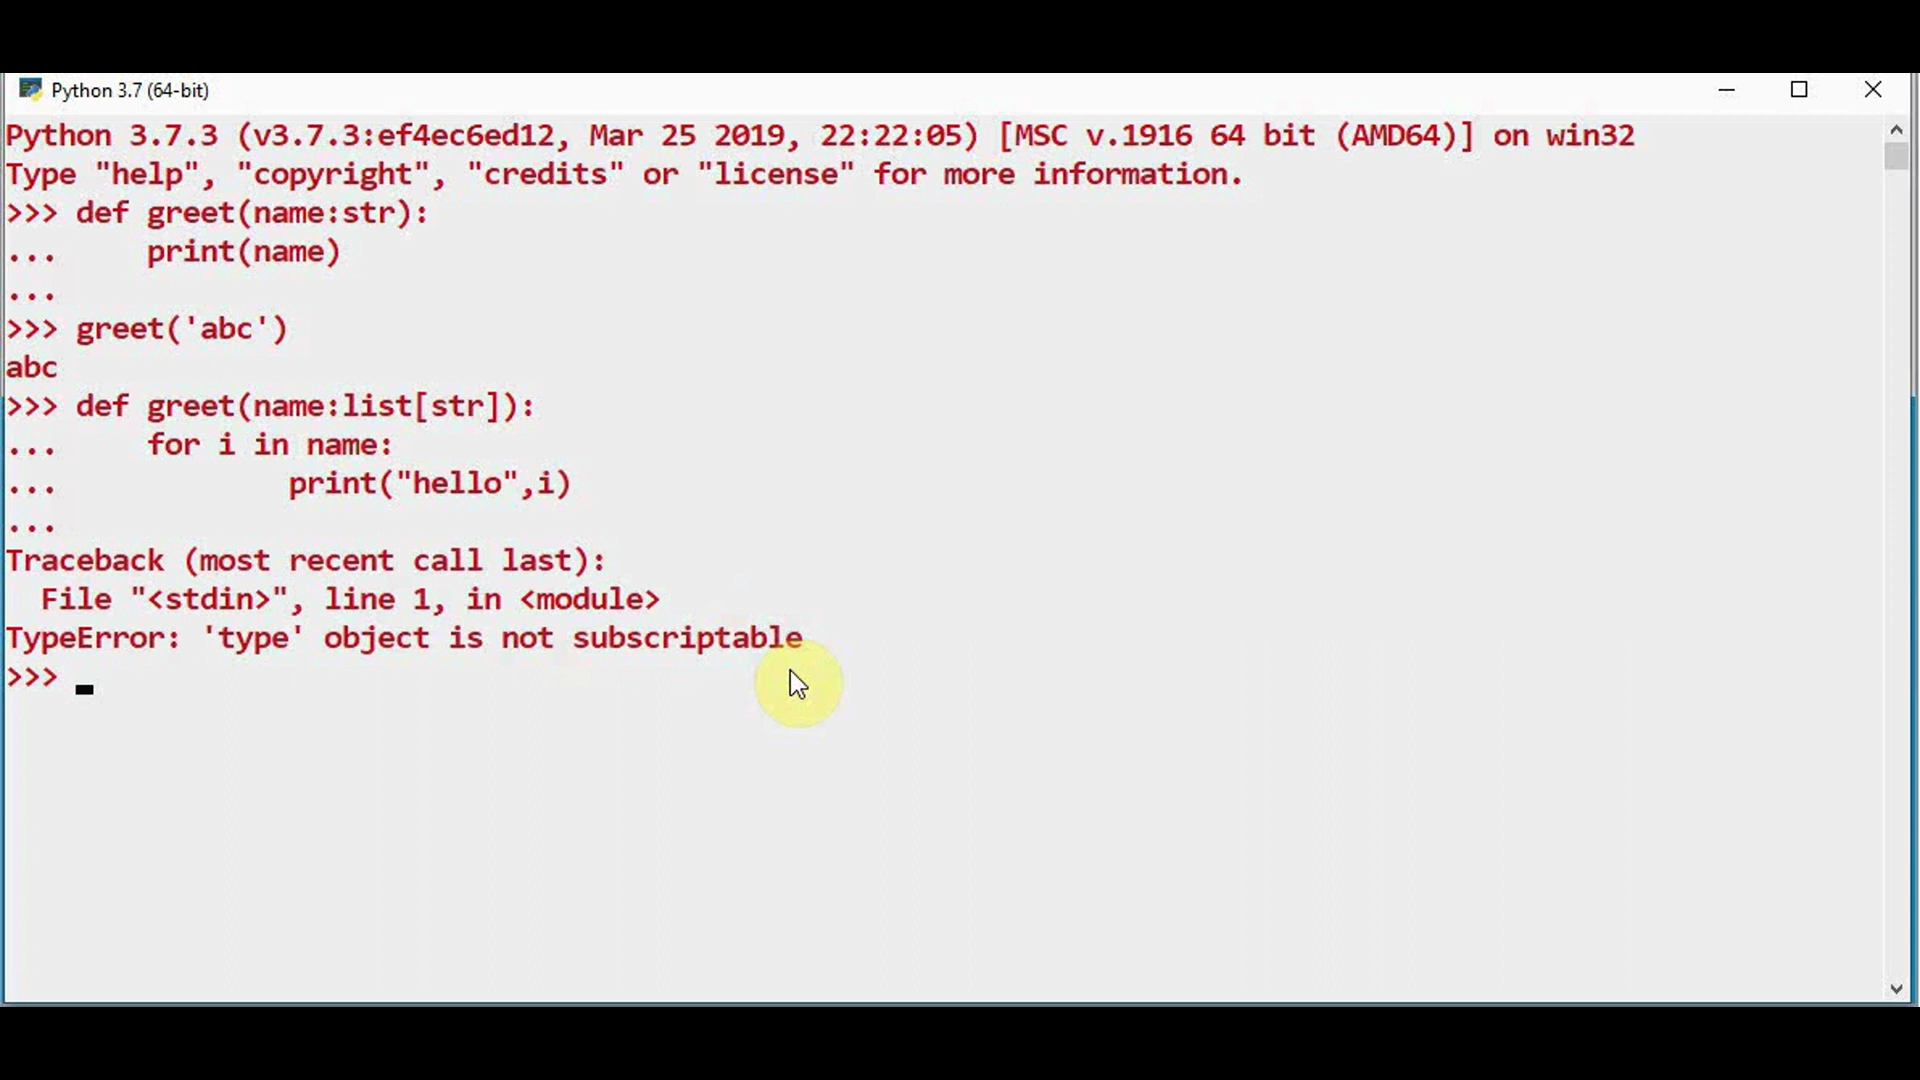 Python 3.7 (64-bit)
Python 3.7.3 (v3.7.3:ef4ec6ed12, Mar 25 2019, 22:22:05) [MSC v.1916 64 bit (AMD64)] on win32
Type "help", "copyright", "credits" or "license" for more information.
>>> def greet(name:str):
...     print(name)
...
>>> greet('abc')
abc
>>> def greet(name:list[str]):
...     for i in name:
...             print("hello",i)
...
Traceback (most recent call last):
  File "<stdin>", line 1, in <module>
TypeError: 'type' object is not subscriptable
>>>